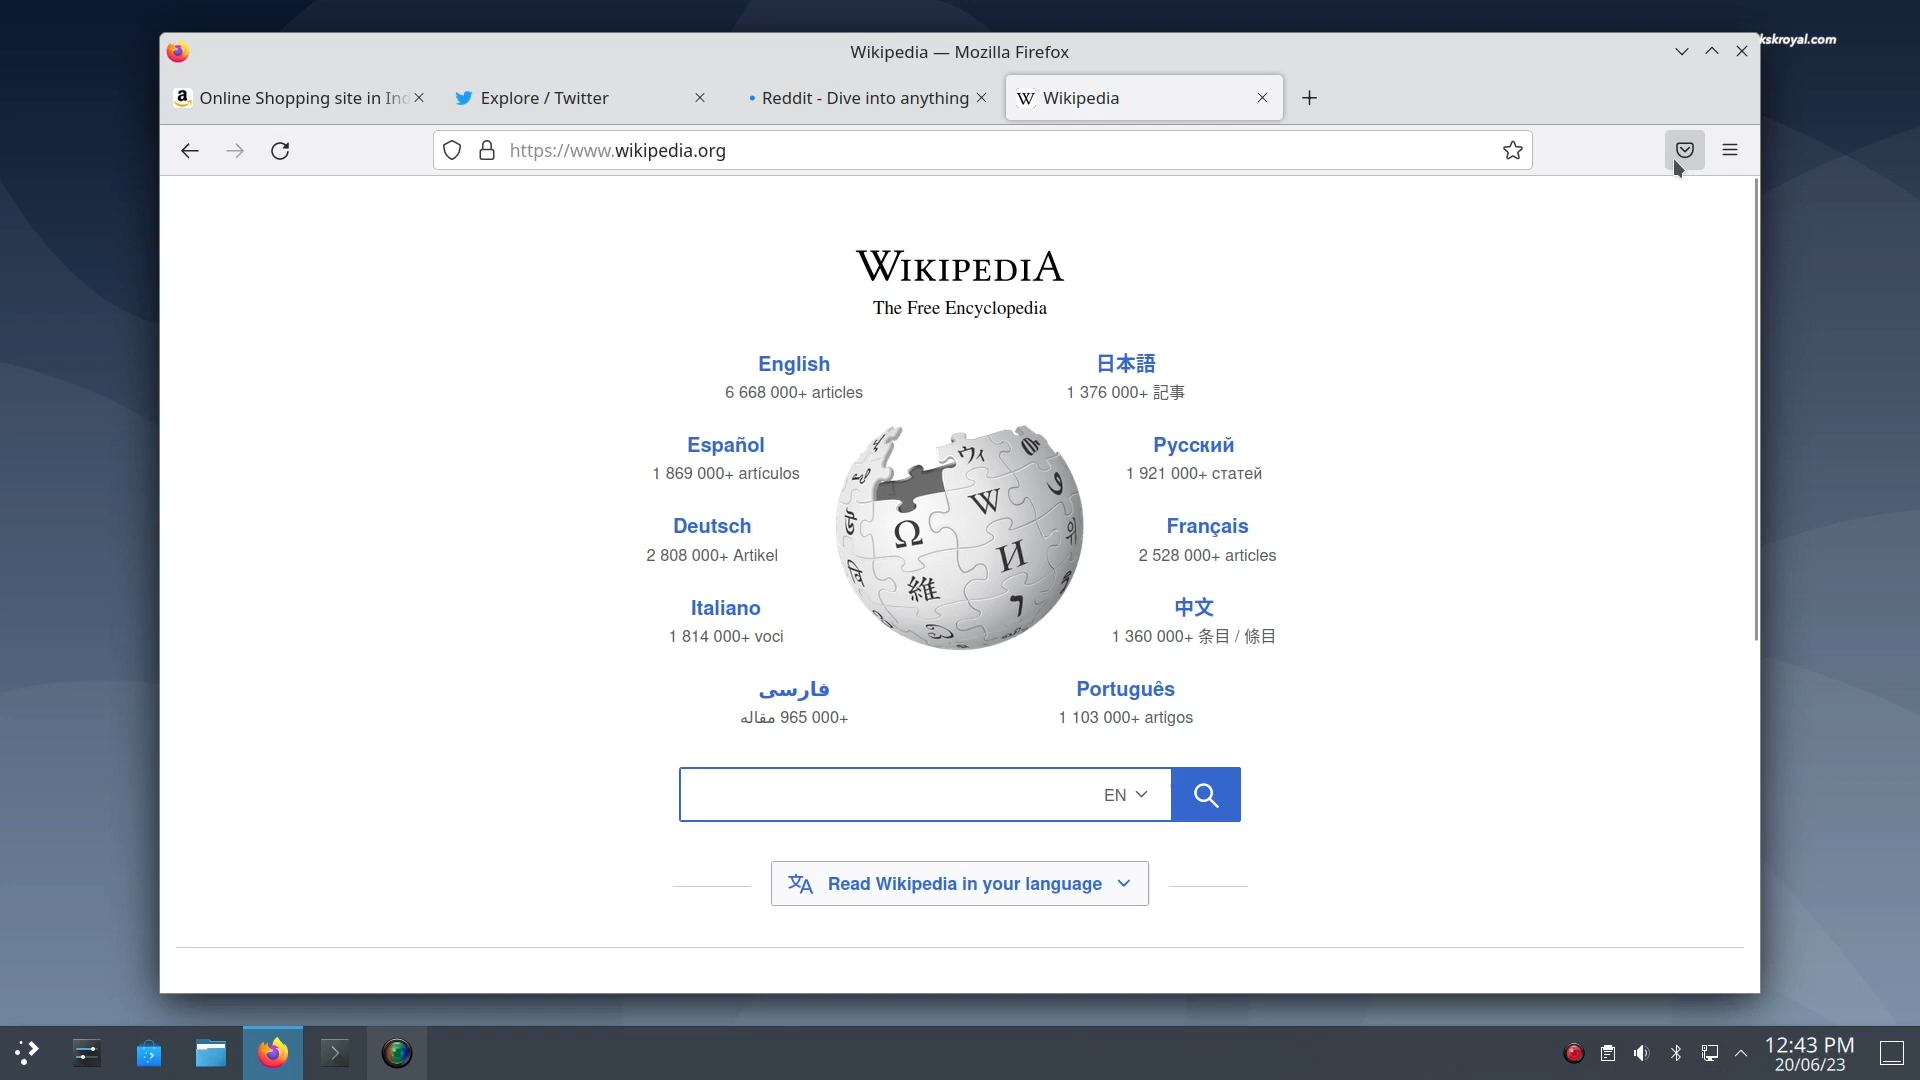 kskroyal.com
Wikipedia — Mozilla Firefox
Online Shopping site in Ind
Explore / Twitter
Reddit - Dive into anything
Wikipedia
https://www.wikipedia.org
WIKIPEDIA
The Free Encyclopedia
English
6 668 000+ articles
日本語
1 376 000+ 記事
Español
1 869 000+ artículos
Русский
1 921 000+ статей
Deutsch
2 808 000+ Artikel
Français
2 528 000+ articles
Italiano
1 814 000+ voci
中文
1 360 000+ 条目 / 條目
فارسی
۹65 000+ مقاله
Português
1 103 000+ artigos
EN
Read Wikipedia in your language
12:43 PM
20/06/23